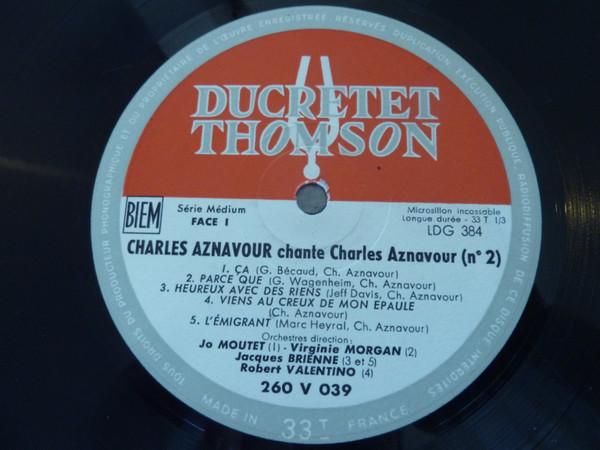 TOUS DROITS DU PRODUCTEUR PHONOGRAPHIQUE ET DU PROPRIÉTAIRE DE L'ŒUVRE ENREGISTRÉE RÉSERVÉS. DUPLICATION, EXÉCUTION PUBLIQUE, RADIODIFFUSION DE CE DISQUE INTERDITES
DUCRETET
THOMSON
BIEM
Série Médium
FACE I
Microsillon incassable
Longue durée - 33 T 1/3
LDG 384
CHARLES AZNAVOUR chante Charles Aznavour (n° 2)
1. ÇA (G. Bécaud, Ch. Aznavour)
2. PARCE QUE (G. Wagenheim, Ch. Aznavour)
3. HEUREUX AVEC DES RIENS (Jeff Davis, Ch. Aznavour)
4. VIENS AU CREUX DE MON EPAULE
(Ch. Aznavour)
5. L'ÉMIGRANT (Marc Heyral, Ch. Aznavour)
Orchestres direction:
Jo MOUTET (1) - Virginie MORGAN (2)
Jacques BRIENNE (3 et 5)
Robert VALENTINO (4)
260 V 039
MADE IN 33T FRANCE